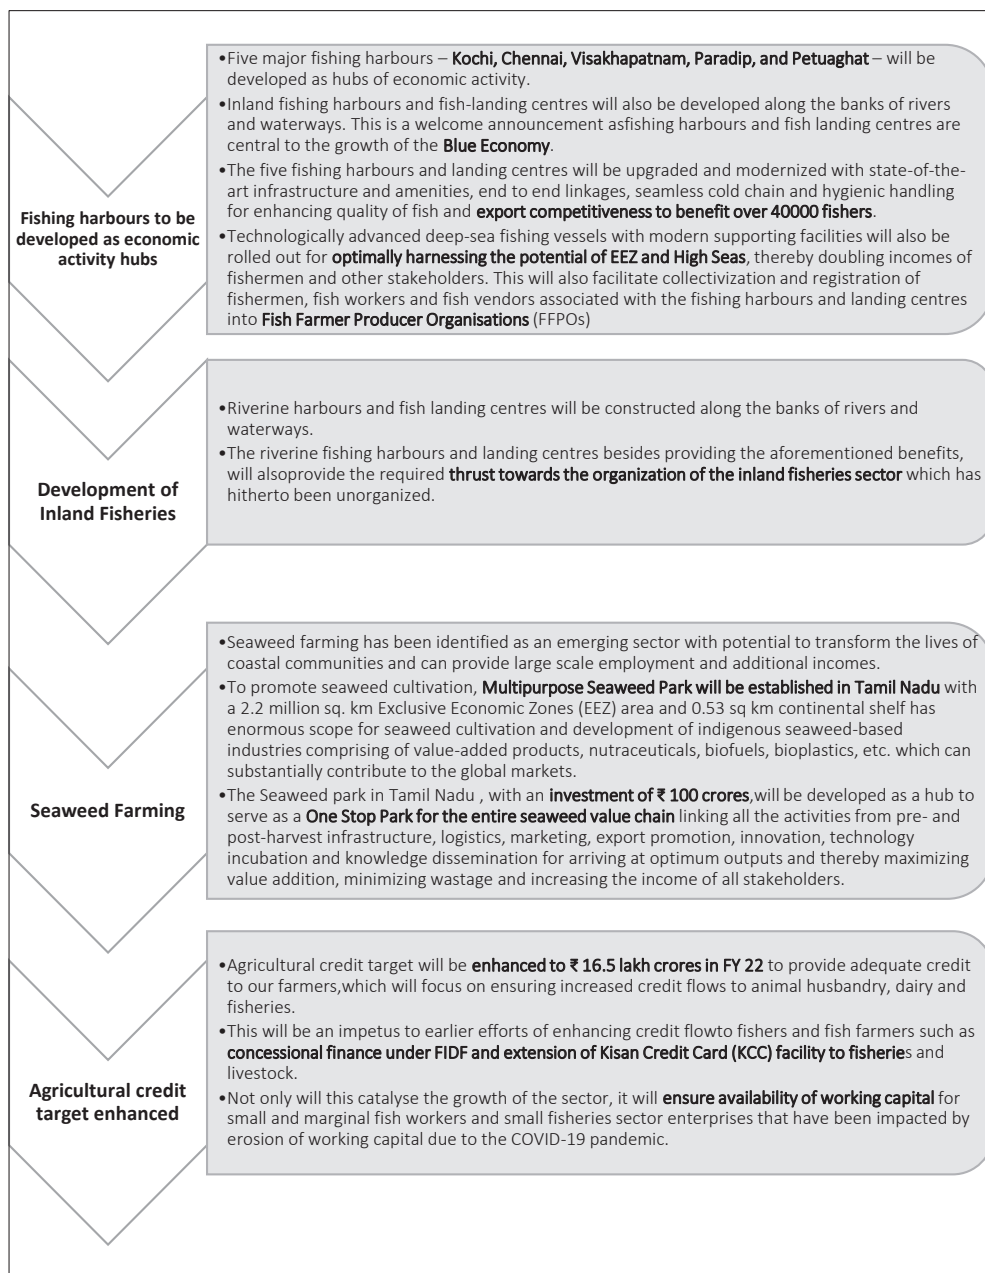 Fishing harbours to be
developed as economic
activity hubs
•Five major fishing harbours – Kochi, Chennai, Visakhapatnam, Paradip, and Petuaghat – will be
developed as hubs of economic activity.
•Inland fishing harbours and fish-landing centres will also be developed along the banks of rivers
and waterways. This is a welcome announcement asfishing harbours and fish landing centres are
central to the growth of the Blue Economy.
•The five fishing harbours and landing centres will be upgraded and modernized with state-of-the-
art infrastructure and amenities, end to end linkages, seamless cold chain and hygienic handling
for enhancing quality of fish and export competitiveness to benefit over 40000 fishers.
•Technologically advanced deep-sea fishing vessels with modern supporting facilities will also be
rolled out for optimally harnessing the potential of EEZ and High Seas, thereby doubling incomes of
fishermen and other stakeholders. This will also facilitate collectivization and registration of
fishermen, fish workers and fish vendors associated with the fishing harbours and landing centres
into Fish Farmer Producer Organisations (FFPOs)
Development of
Inland Fisheries
•Riverine harbours and fish landing centres will be constructed along the banks of rivers and
waterways.
•The riverine fishing harbours and landing centres besides providing the aforementioned benefits,
will alsoprovide the required thrust towards the organization of the inland fisheries sector which has
hitherto been unorganized.
Seaweed Farming
•Seaweed farming has been identified as an emerging sector with potential to transform the lives of
coastal communities and can provide large scale employment and additional incomes.
•To promote seaweed cultivation, Multipurpose Seaweed Park will be established in Tamil Nadu with
a 2.2 million sq. km Exclusive Economic Zones (EEZ) area and 0.53 sq km continental shelf has
enormous scope for seaweed cultivation and development of indigenous seaweed-based
industries comprising of value-added products, nutraceuticals, biofuels, bioplastics, etc. which can
substantially contribute to the global markets.
•The Seaweed park in Tamil Nadu , with an investment of ₹ 100 crores,will be developed as a hub to
serve as a One Stop Park for the entire seaweed value chain linking all the activities from pre- and
post-harvest infrastructure, logistics, marketing, export promotion, innovation, technology
incubation and knowledge dissemination for arriving at optimum outputs and thereby maximizing
value addition, minimizing wastage and increasing the income of all stakeholders.
Agricultural credit
target enhanced
•Agricultural credit target will be enhanced to ₹ 16.5 lakh crores in FY 22 to provide adequate credit
to our farmers,which will focus on ensuring increased credit flows to animal husbandry, dairy and
fisheries.
•This will be an impetus to earlier efforts of enhancing credit flowto fishers and fish farmers such as
concessional finance under FIDF and extension of Kisan Credit Card (KCC) facility to fisheries and
livestock.
•Not only will this catalyse the growth of the sector, it will ensure availability of working capital for
small and marginal fish workers and small fisheries sector enterprises that have been impacted by
erosion of working capital due to the COVID-19 pandemic.